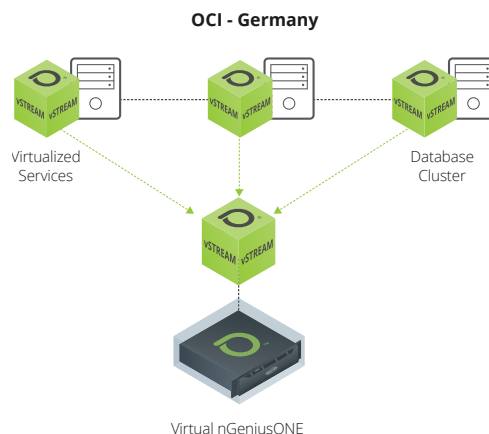 OCI - Germany
vSTREAM vSTREAM
vSTREAM vSTREAM
vSTREAM vSTREAM
Virtualized
Services
Database
Cluster
vSTREAM vSTREAM
Virtual nGeniusONE